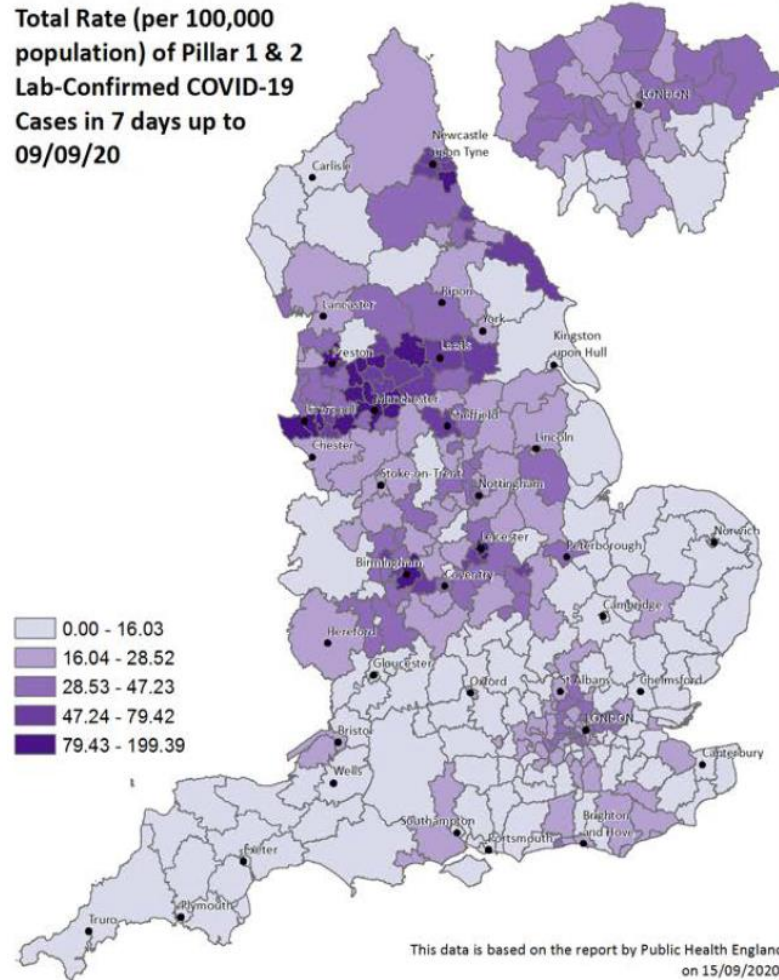 Total Rate (per 100,000
population) of Pillar 1 & 2
Lab-Confirmed COVID-19
Cases in 7 days up to
09/09/20
LONDON
Newcastle
upon Tyne
Carlisle
Ripon
Lancaster
York
Kingston
upon Hull
Preston
Leeds
Liverpool
Manchester
Sheffield
Chester
Lincoln
Stoke-on-Trent
Nottingham
Leicester
Peterborough
Norwich
Birmingham
Coventry
Cambridge
0.00 - 16.03
16.04 - 28.52
28.53 - 47.23
47.24 - 79.42
79.43 - 199.39
Hereford
Gloucester
Oxford
St Albans
Chelmsford
LONDON
Bristol
Wells
Canterbury
Southampton
Portsmouth
Brighton
and Hove
Exeter
Plymouth
Truro
This data is based on the report by Public Health England
on 15/09/2020